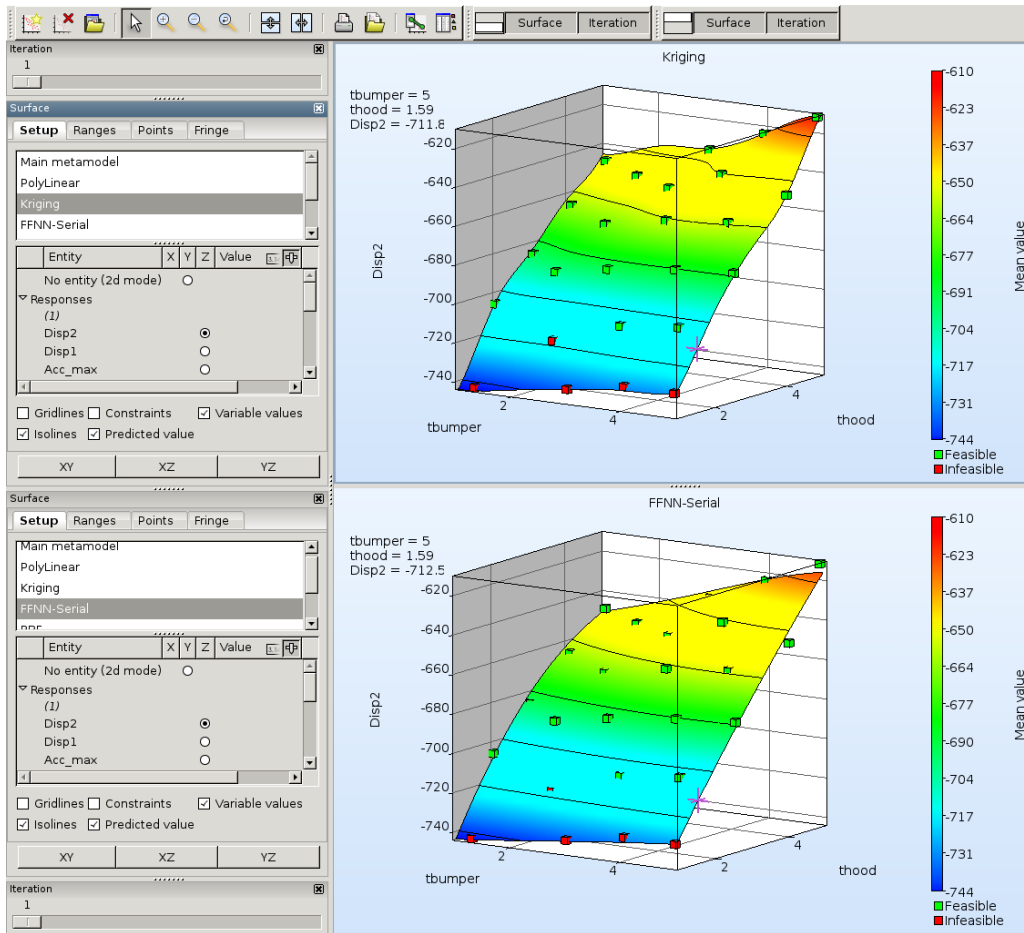 Surface Iteration Surface Iteration
Iteration
1
Surface
Setup Ranges Points Fringe
Main metamodel
PolyLinear
Kriging
FFNN-Serial
Entity X Y Z Value
No entity (2d mode)
Responses
(1)
Disp2
Disp1
Acc_max
Gridlines Constraints Variable values
Isolines Predicted value
XY XZ YZ
Surface
Setup Ranges Points Fringe
Main metamodel
PolyLinear
Kriging
FFNN-Serial
Entity X Y Z Value
No entity (2d mode)
Responses
(1)
Disp2
Disp1
Acc_max
Gridlines Constraints Variable values
Isolines Predicted value
XY XZ YZ
Iteration
1
Kriging
tbumper = 5
thood = 1.59
Disp2 = -711.8
-620
-640
-660
-680
-700
-720
-740
Disp2
2
4
tbumper
2
4
thood
-610
-623
-637
-650
-664
-677
-691
-704
-717
-731
-744
Mean value
Feasible
Infeasible
FFNN-Serial
tbumper = 5
thood = 1.59
Disp2 = -712.5
-620
-640
-660
-680
-700
-720
-740
Disp2
2
4
tbumper
2
4
thood
-610
-623
-637
-650
-664
-677
-690
-704
-717
-731
-744
Mean value
Feasible
Infeasible